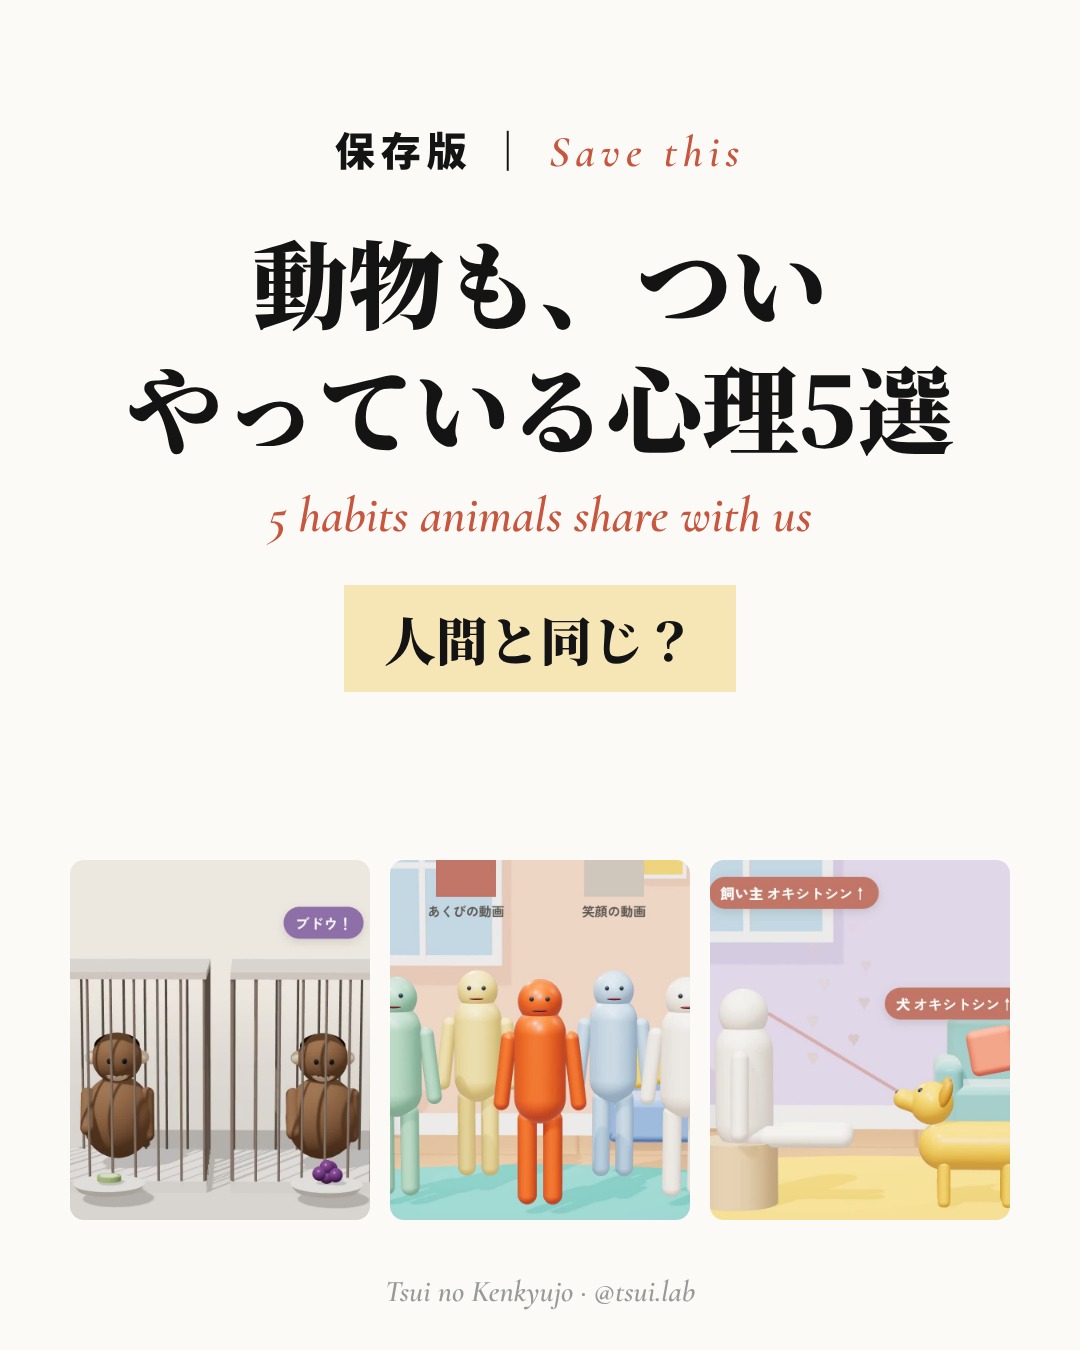 保存版 | Save this
動物も、つい
やっている心理5選
5 habits animals share with us
人間と同じ？
ブドウ！
あくびの動画
笑顔の動画
飼い主 オキシトシン↑
犬 オキシトシン↑
Tsui no Kenkyujo · @tsui.lab